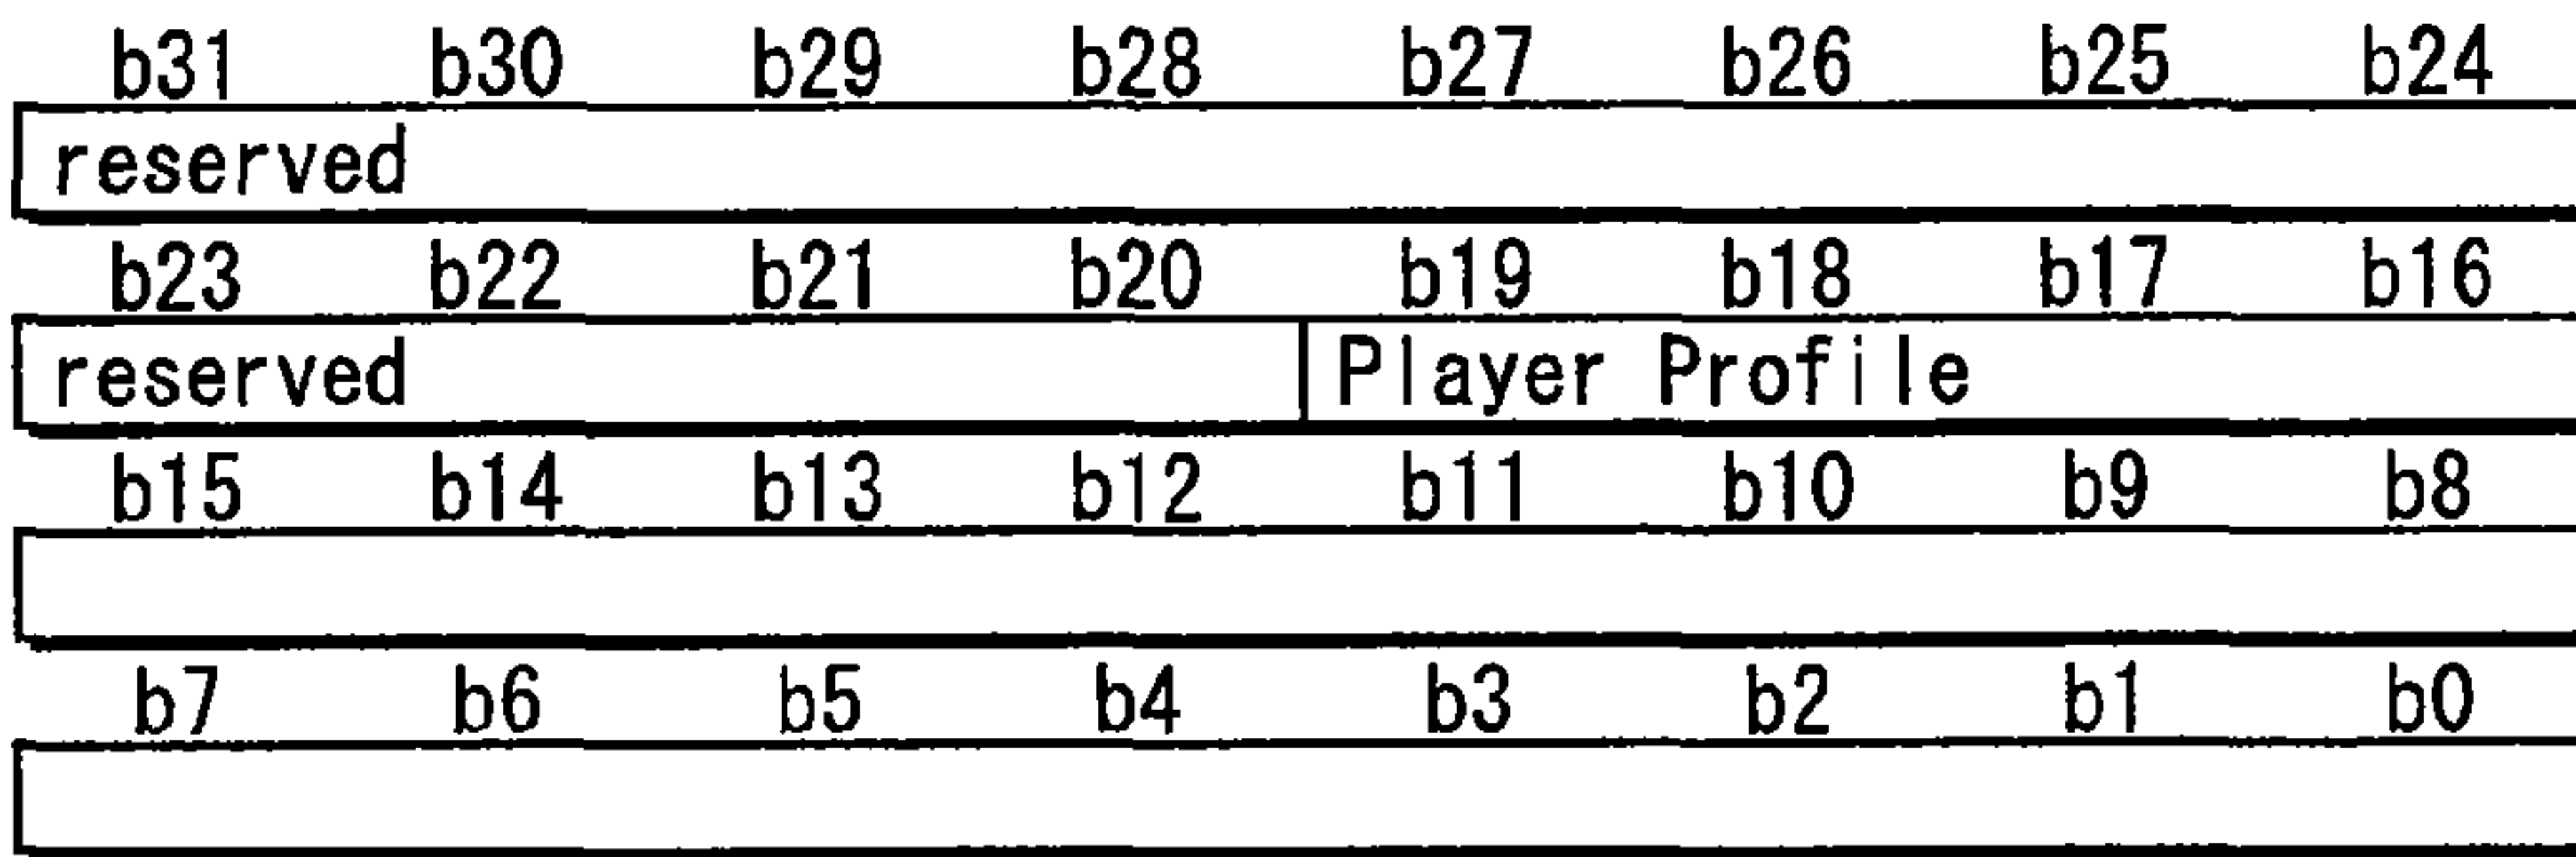 b31 b30 b29 b28 b27 b26 b25 b24
reserved
b23 b22 b21 b20 b19 b18 b17 b16
reserved Player Profile
b15 b14 b13 b12 b11 b10 b9 b8
b7 b6 b5 b4 b3 b2 b1 b0